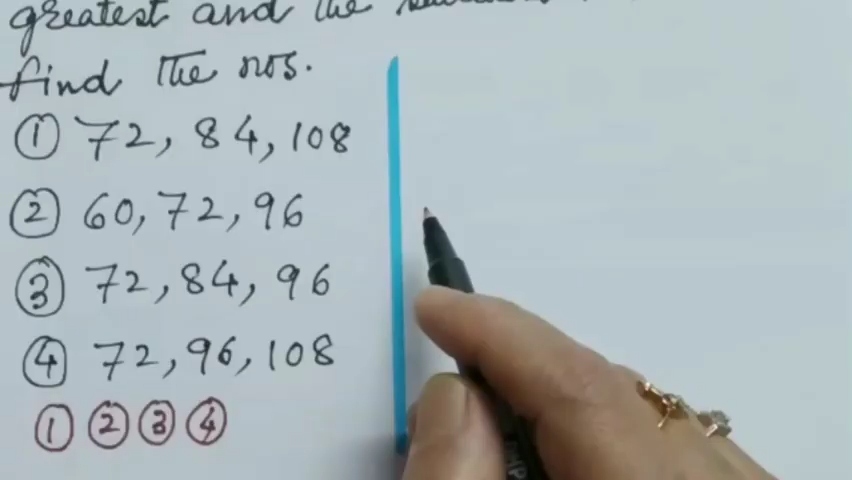 greatest and the
find the nos.
① 72, 84, 108
② 60, 72, 96
③ 72, 84, 96
④ 72, 96, 108
① ② ③ ④